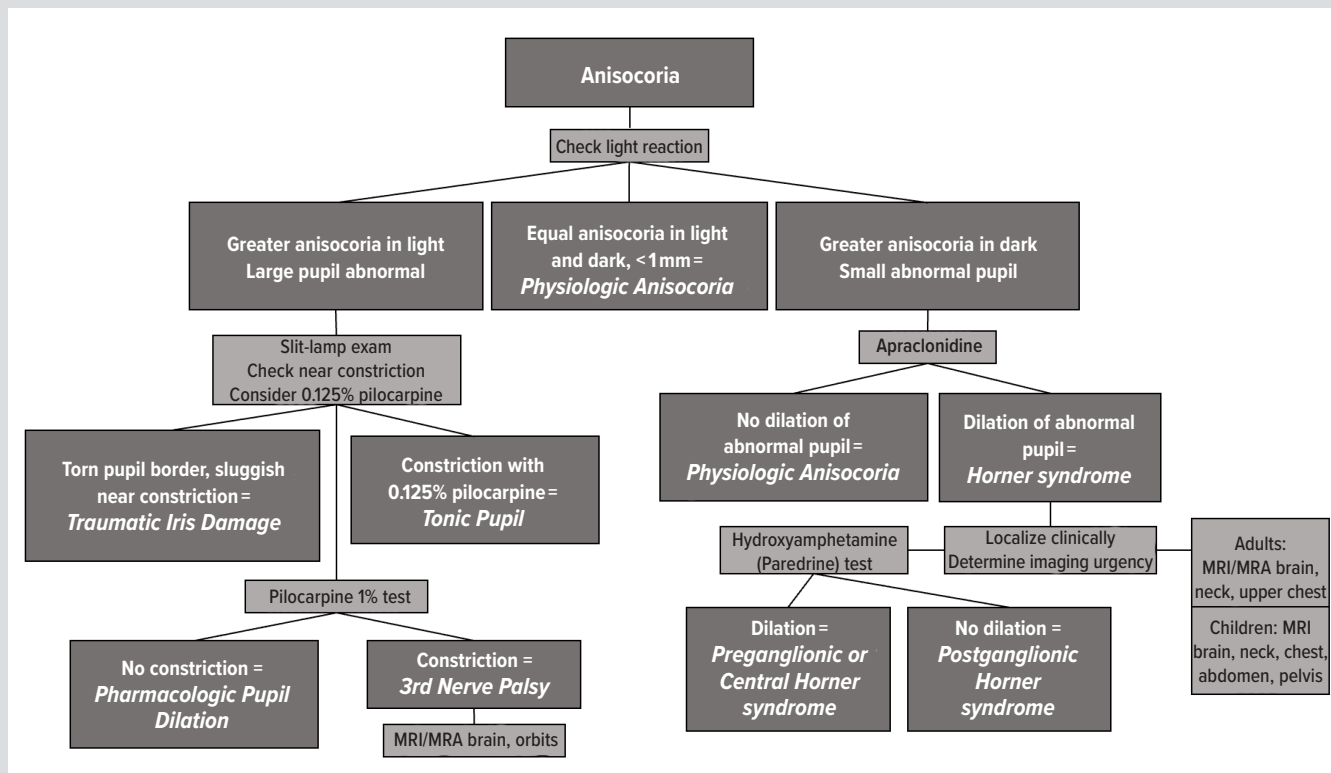 Anisocoria
Check light reaction
Greater anisocoria in light
Large pupil abnormal
Equal anisocoria in light
and dark, <1mm=
Physiologic Anisocoria
Greater anisocoria in dark
Small abnormal pupil
Slit-lamp exam
Check near constriction
Consider 0.125% pilocarpine
Apraclonidine
Torn pupil border, sluggish
near constriction=
Traumatic Iris Damage
Constriction with
0.125% pilocarpine=
Tonic Pupil
No dilation of
abnormal pupil=
Physiologic Anisocoria
Dilation of abnormal
pupil=
Horner syndrome
Pilocarpine 1% test
Hydroxyamphetamine
(Paredrine) test
Localize clinically
Determine imaging urgency
Adults:
MRI/MRA brain,
neck, upper chest
Children: MRI
brain, neck, chest,
abdomen, pelvis
No constriction =
Pharmacologic Pupil
Dilation
Constriction =
3rd Nerve Palsy
MRI/MRA brain, orbits
Dilation=
Preganglionic or
Central Horner
syndrome
No dilation =
Postganglionic
Horner
syndrome